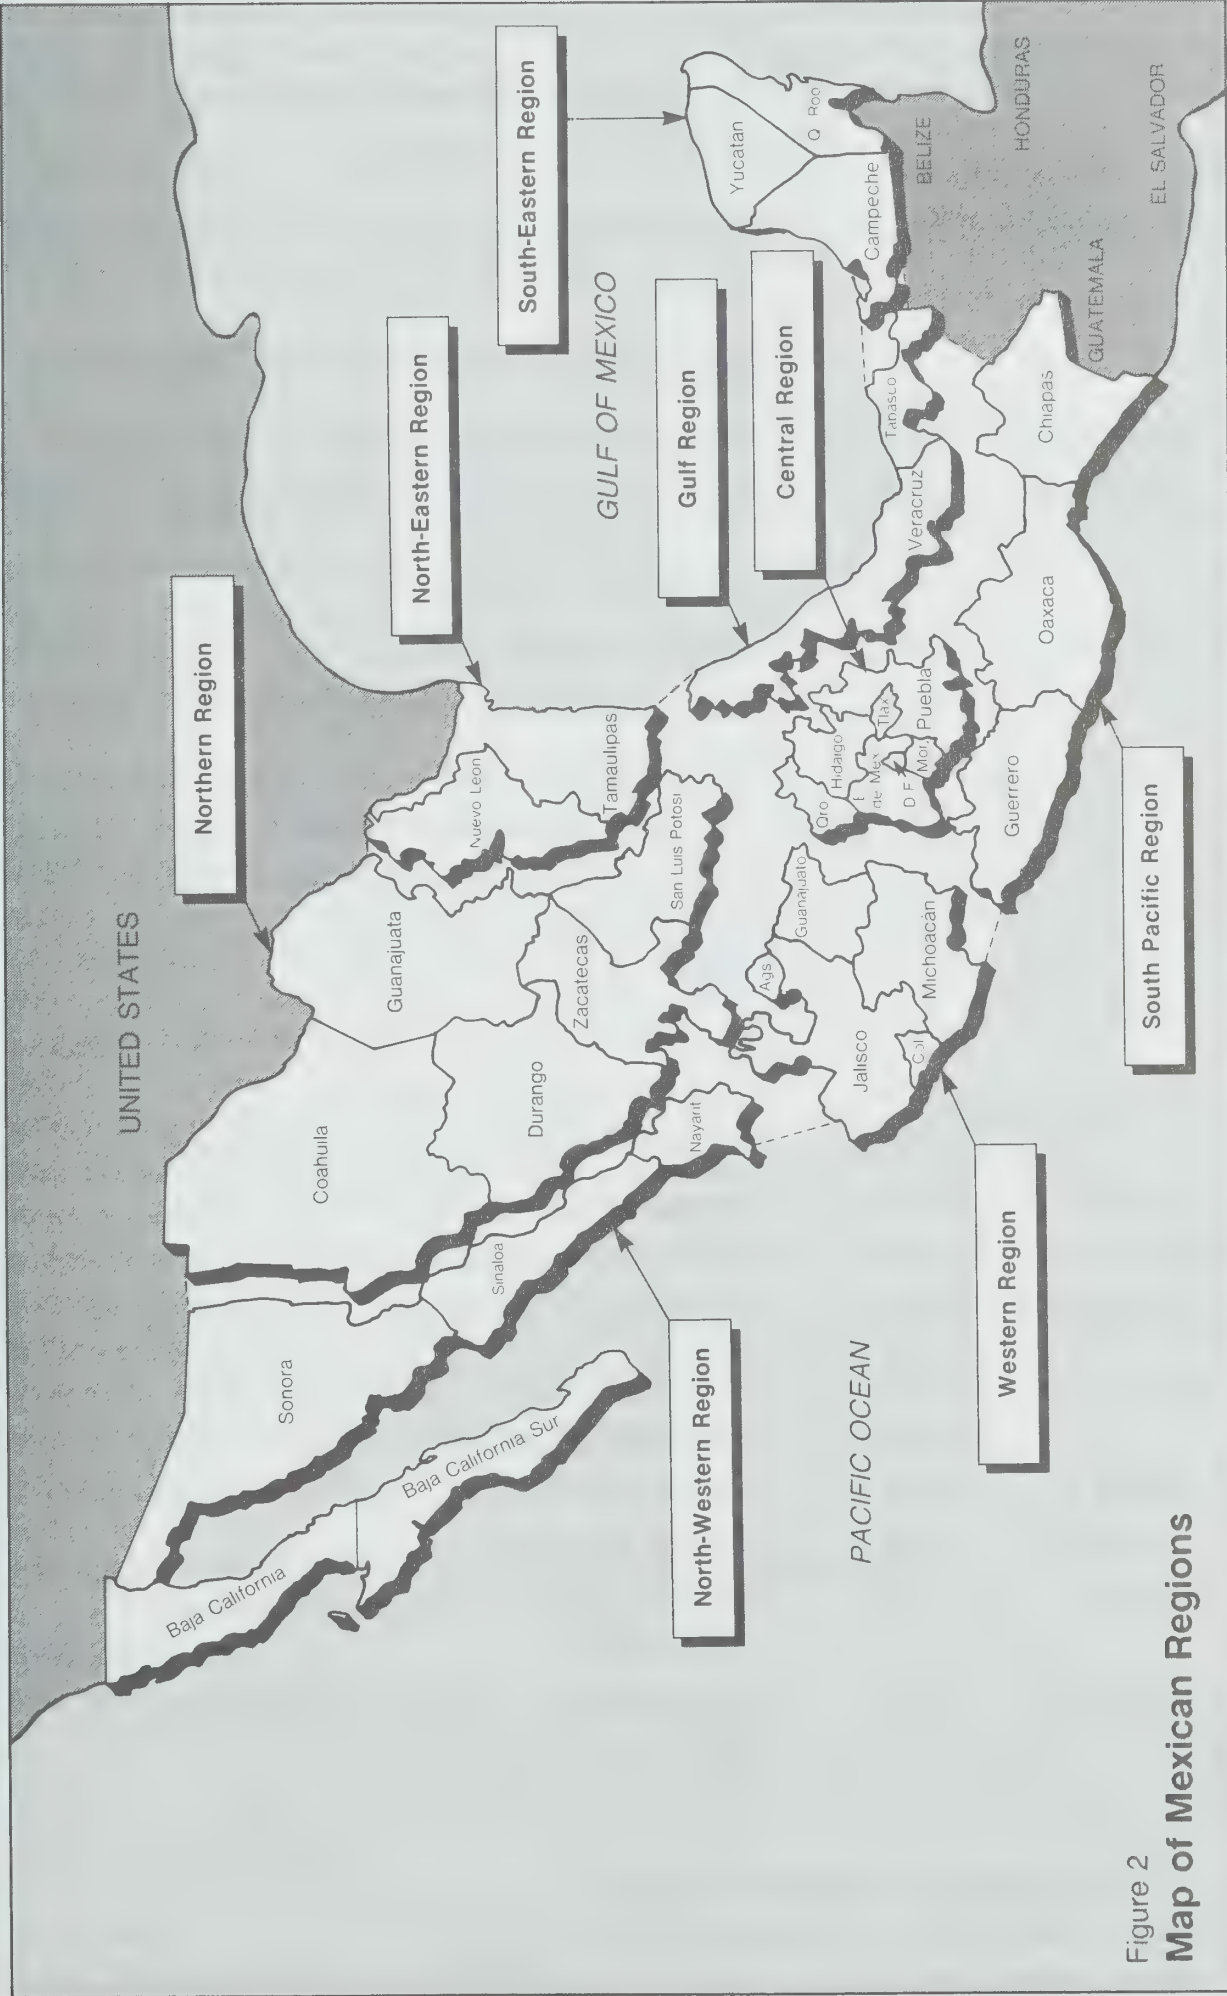 Figure 2
Map of Mexican Regions
UNITED STATES
Northern Region
North-Eastern Region
South-Eastern Region
GULF OF MEXICO
Gulf Region
Central Region
North-Western Region
PACIFIC OCEAN
Western Region
South Pacific Region
Baja California
Baja California Sur
Sonora
Coahuila
Guanajuata
Sinaloa
Durango
Zacatecas
Nuevo Leon
Tamaulipas
San Luis Potosi
Nayarit
Ags
Jalisco
Col
Guanajuato
Michoacán
Qro
Hidalgo
E
de Mex
D F
Tlax
Mor
Puebla
Guerrero
Veracruz
Oaxaca
Tabasco
Chiapas
Campeche
Yucatan
Q Roo
BELIZE
GUATEMALA
HONDURAS
EL SALVADOR